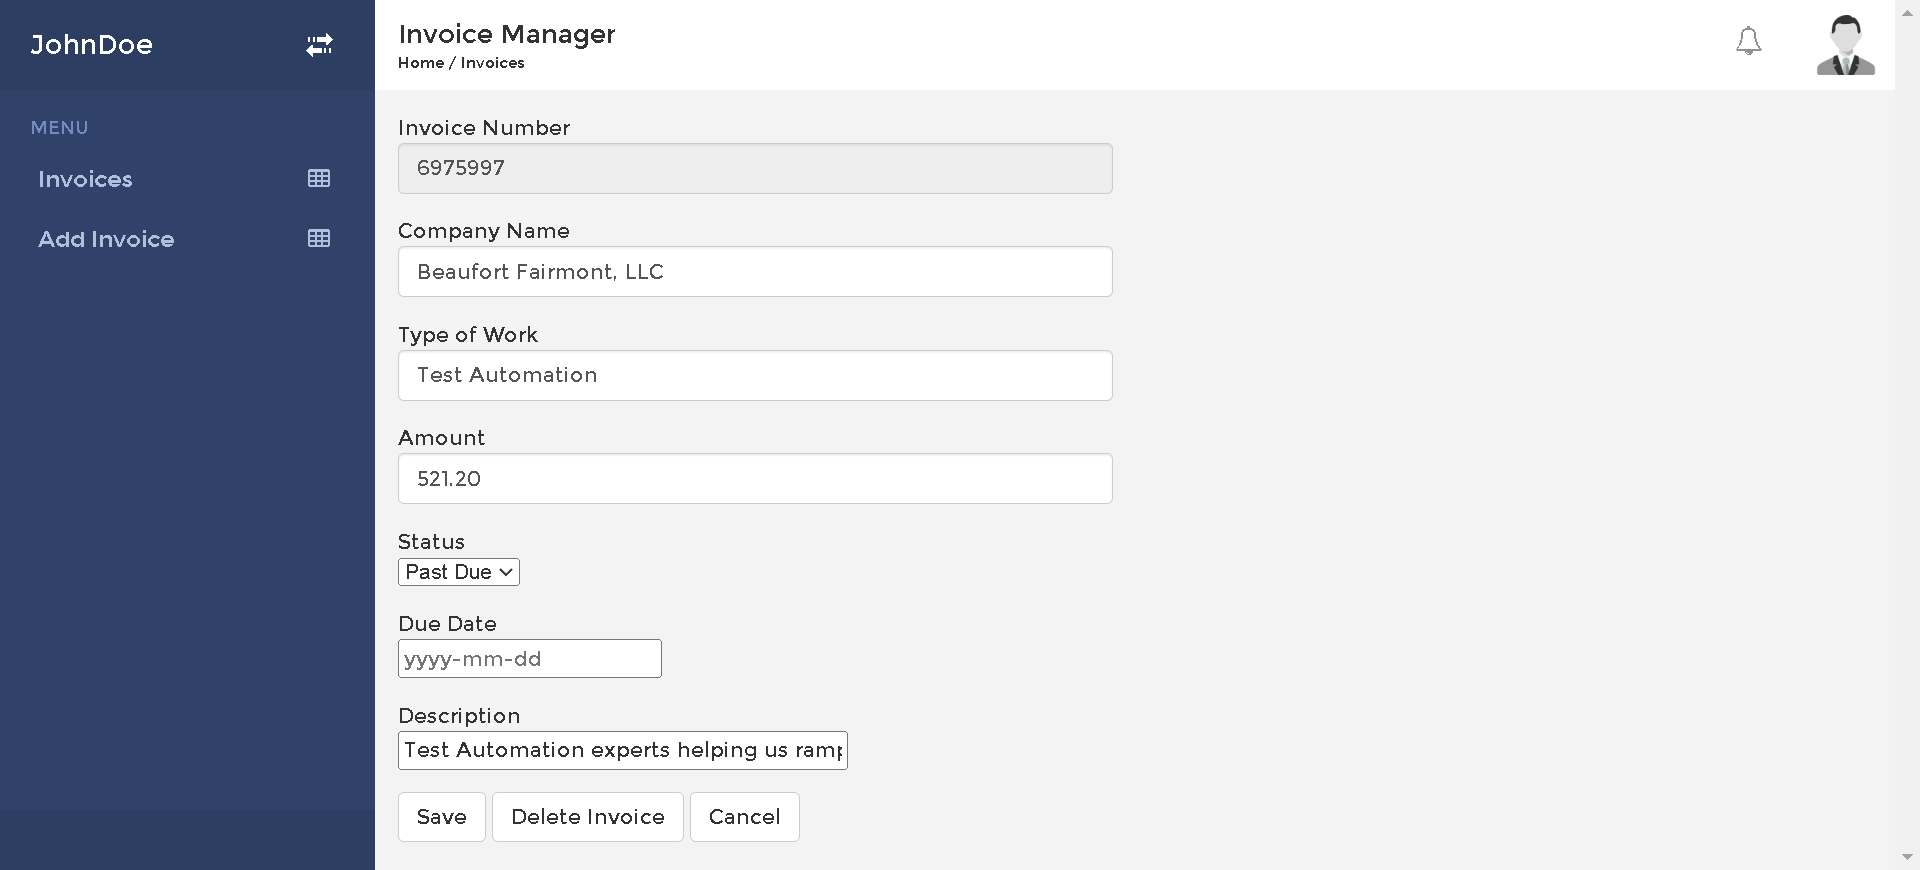 JohnDoe
MENU
Invoices
Add Invoice
Invoice Manager
Home / Invoices
Invoice Number
6975997
Company Name
Beaufort Fairmont, LLC
Type of Work
Test Automation
Amount
521.20
Status
Past Due
Due Date
yyyy-mm-dd
Description
Test Automation experts helping us ramp
Save
Delete Invoice
Cancel